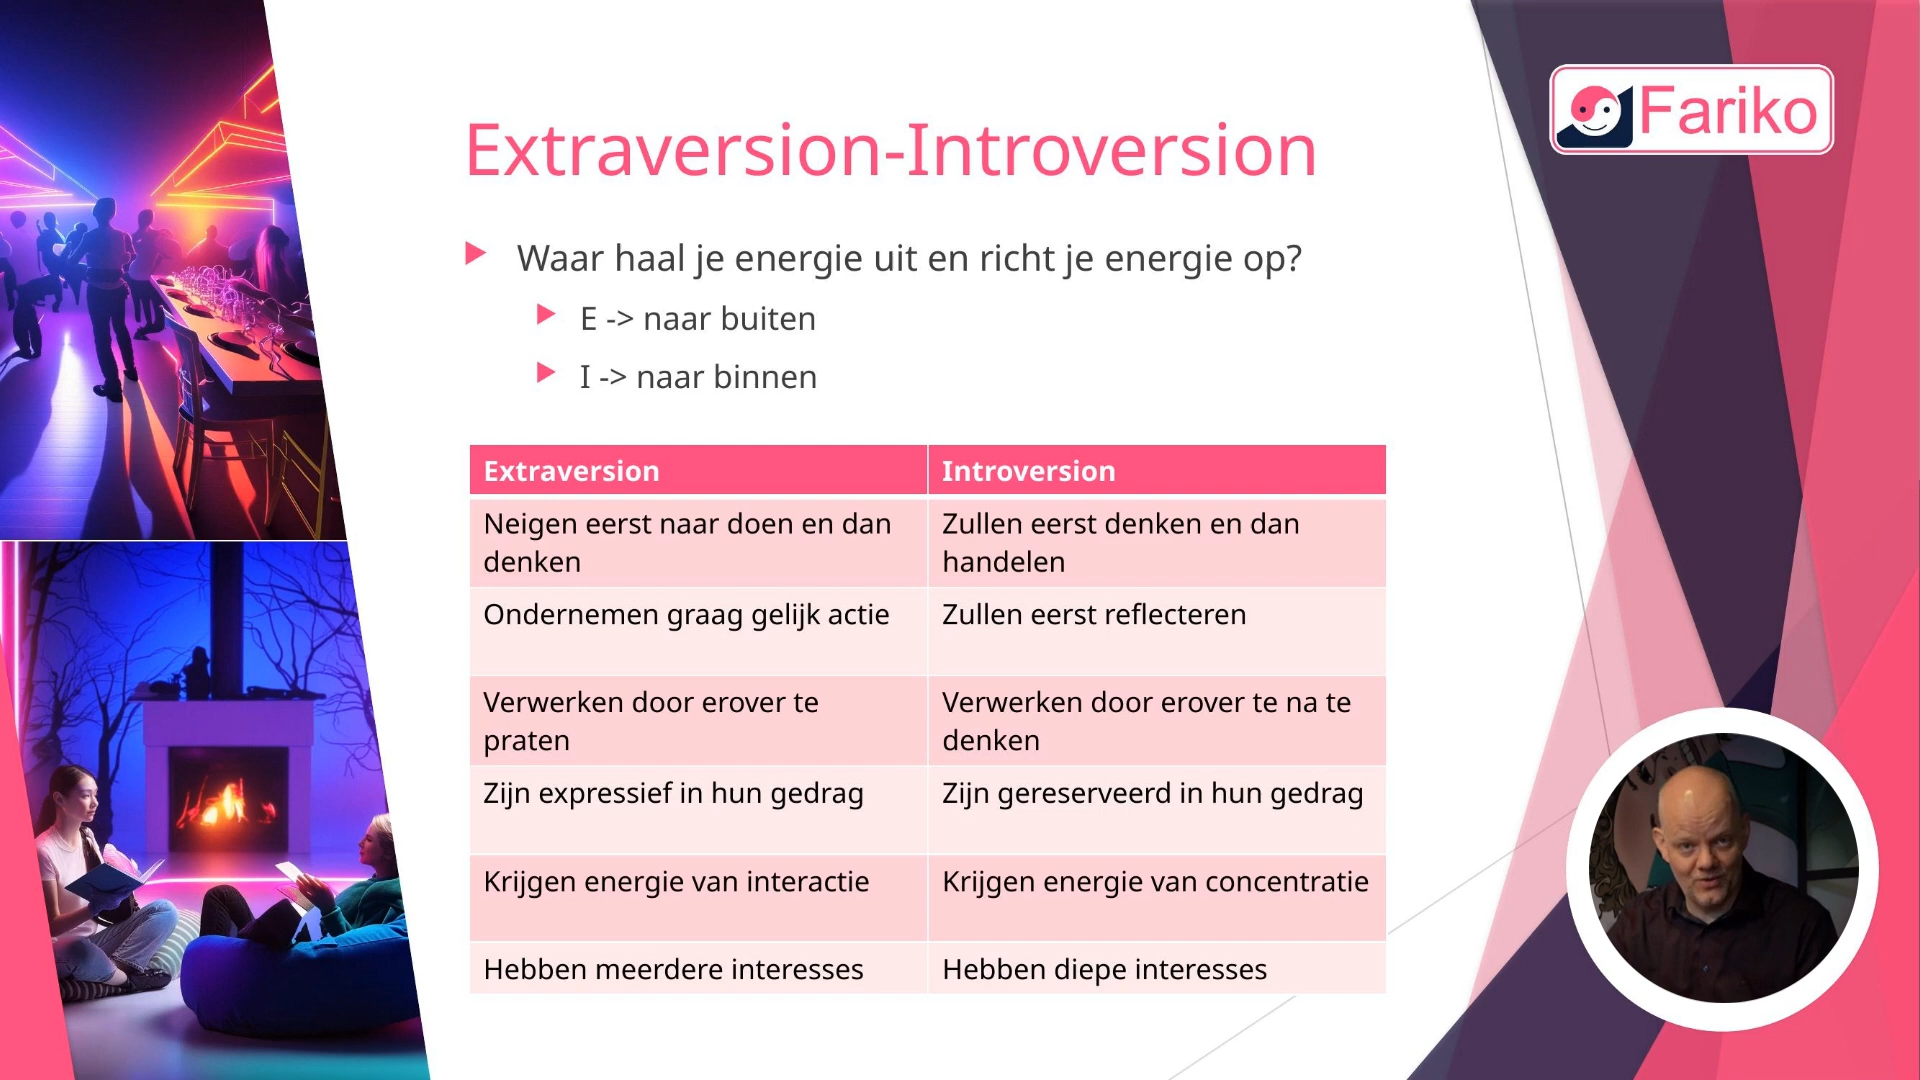 Fariko
Extraversion-Introversion
Waar haal je energie uit en richt je energie op?
E -> naar buiten
I -> naar binnen
Extraversion Introversion
Neigen eerst naar doen en dan Zullen eerst denken en dan
denken handelen
Ondernemen graag gelijk actie Zullen eerst reflecteren
Verwerken door erover te Verwerken door erover te na te
praten denken
Zijn expressief in hun gedrag Zijn gereserveerd in hun gedrag
Krijgen energie van interactie Krijgen energie van concentratie
Hebben meerdere interesses Hebben diepe interesses